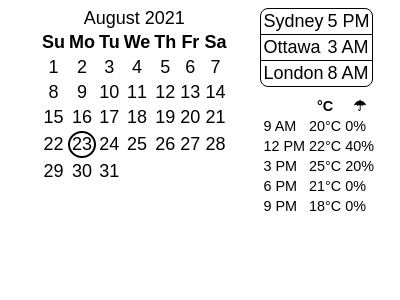 August 2021
Su Mo Tu We Th Fr Sa
1 2 3 4 5 6 7
8 9 10 11 12 13 14
15 16 17 18 19 20 21
22 23 24 25 26 27 28
29 30 31
Sydney 5 PM
Ottawa 3 AM
London 8 AM
°C ☂
9 AM 20°C 0%
12 PM 22°C 40%
3 PM 25°C 20%
6 PM 21°C 0%
9 PM 18°C 0%